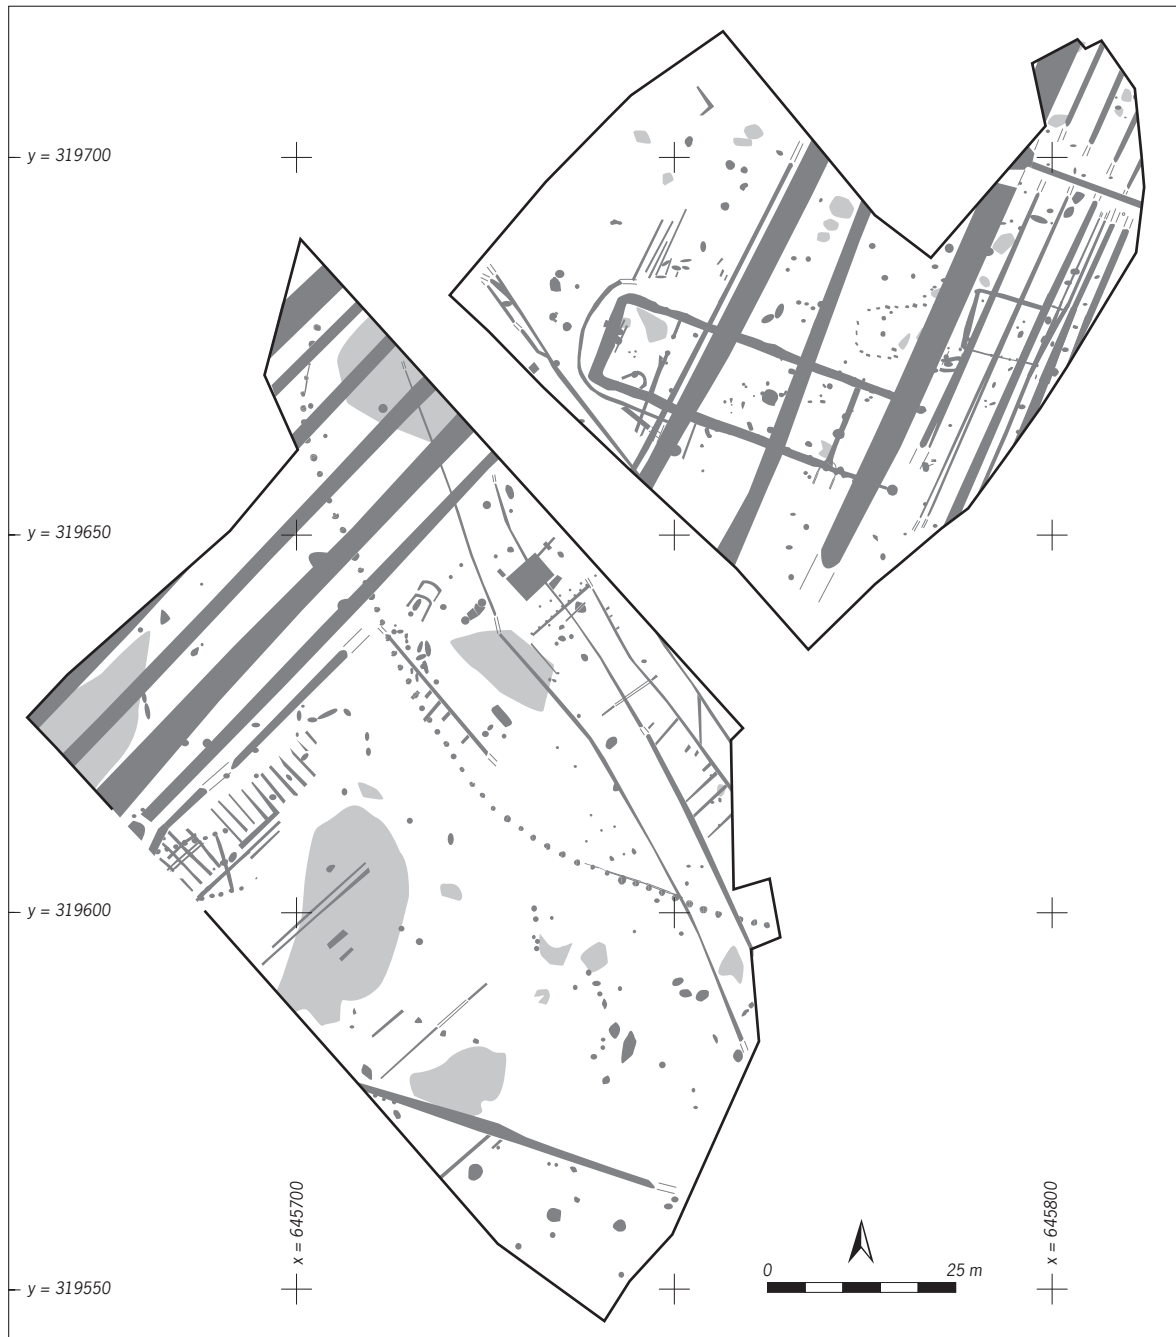 y = 319700
y = 319650
y = 319600
x = 645700
x = 645800
y = 319550
0 25 m